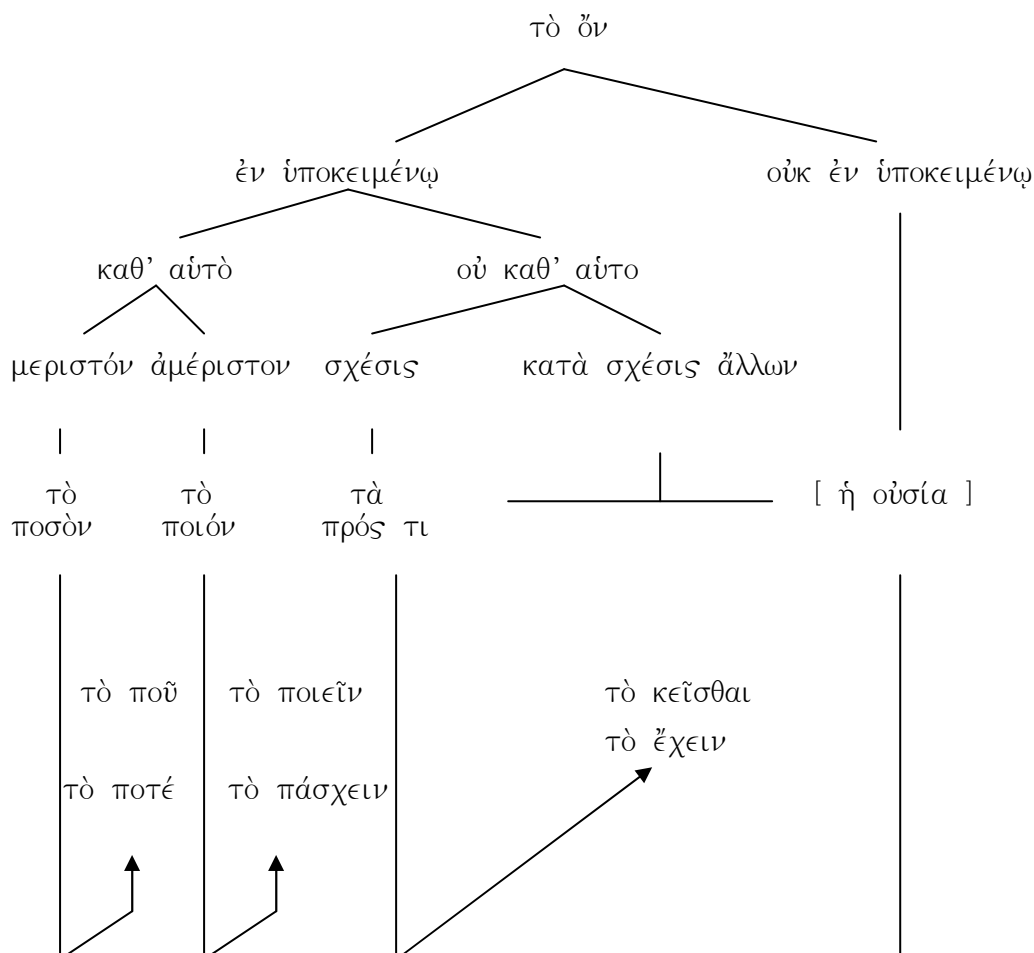 τὸ ὄν
ἐν ὑποκειμένῳ οὐκ ἐν ὑποκειμένῳ
καθ’ αὑτὸ οὐ καθ’ αὑτο
μεριστόν ἀμέριστον σχέσις κατὰ σχέσις ἄλλων
τὸ τὸ τὰ [ ἡ οὐσία ]
ποσὸν ποιόν πρός τι
τὸ ποῦ τὸ ποιεῖν τὸ κεῖσθαι
τὸ ἔχειν
τὸ ποτέ τὸ πάσχειν